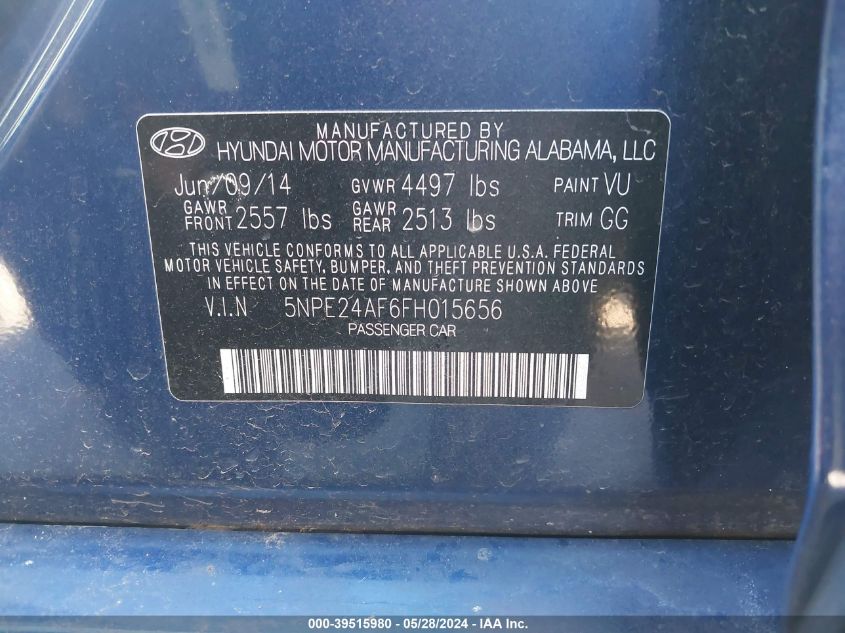 MANUFACTURED BY
HYUNDAI MOTOR MANUFACTURING ALABAMA, LLC
Jun/09/14 GVWR 4497 lbs PAINT VU
GAWR FRONT 2557 lbs GAWR REAR 2513 lbs TRIM GG
THIS VEHICLE CONFORMS TO ALL APPLICABLE U.S.A. FEDERAL
MOTOR VEHICLE SAFETY, BUMPER, AND THEFT PREVENTION STANDARDS
IN EFFECT ON THE DATE OF MANUFACTURE SHOWN ABOVE
V.I.N 5NPE24AF6FH015656
PASSENGER CAR
000-39515980 - 05/28/2024 - IAA Inc.